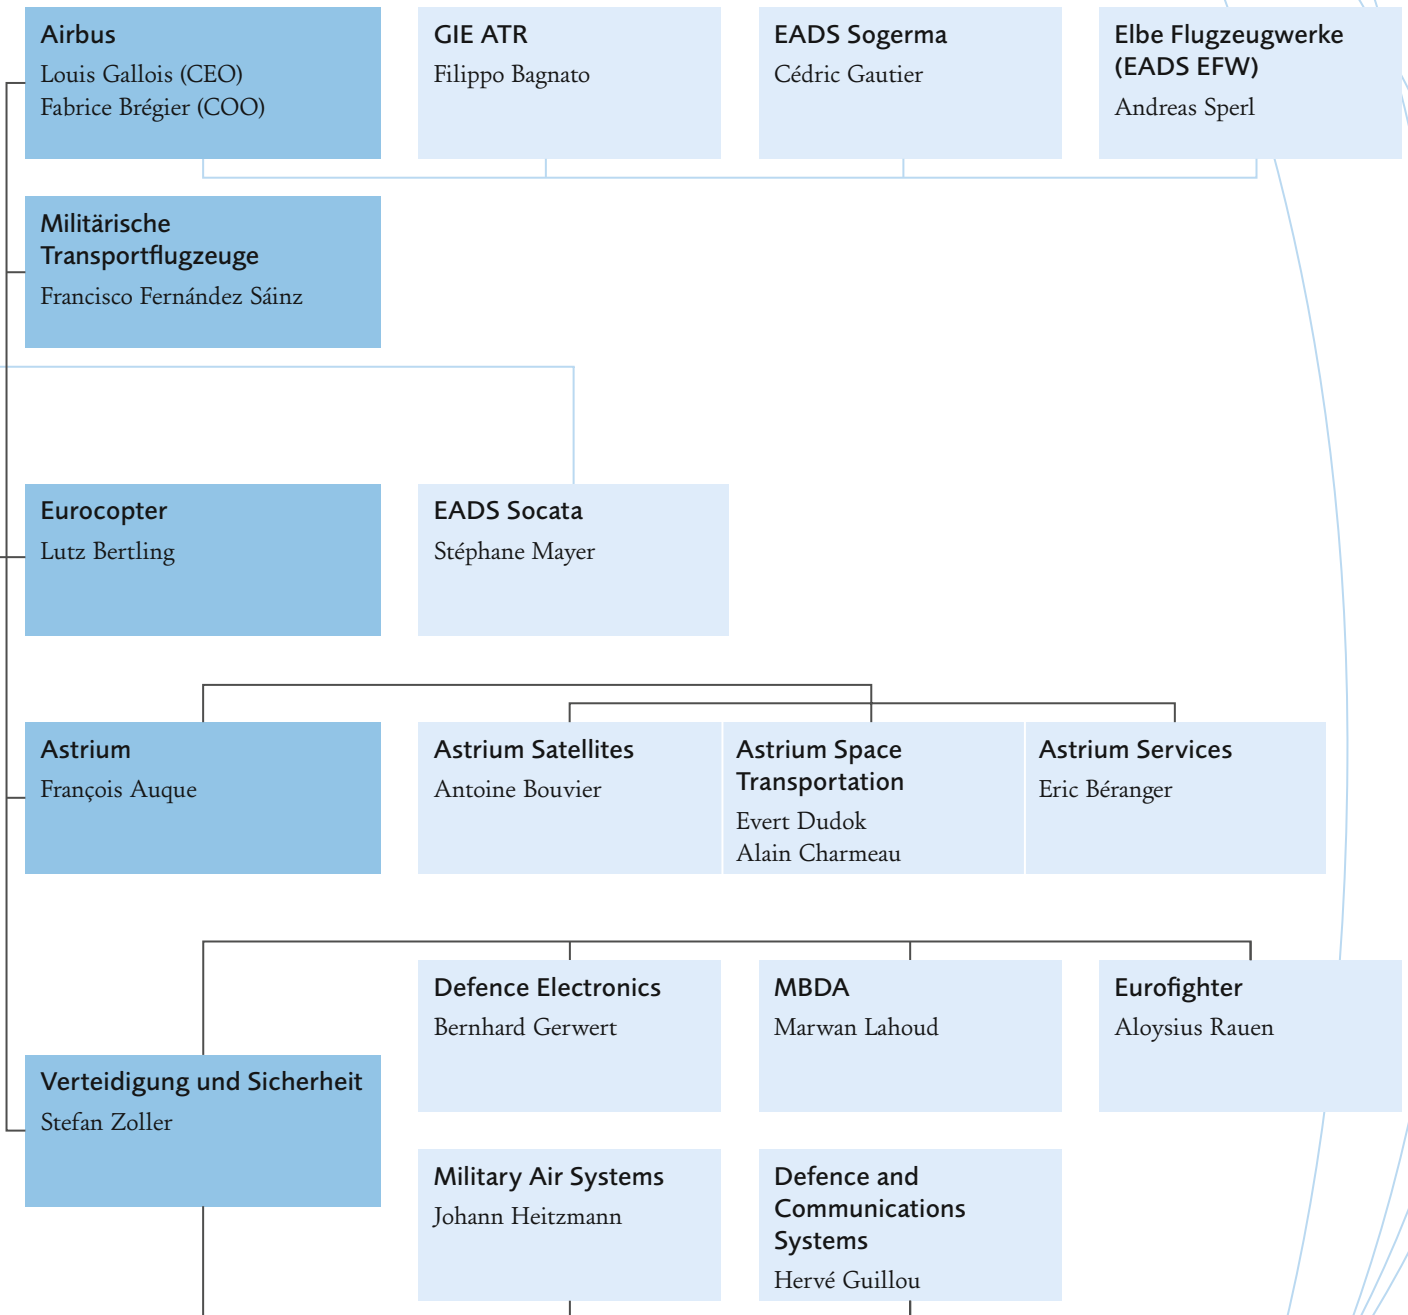 Airbus
Louis Gallois (CEO)
Fabrice Brégier (COO)
GIE ATR
Filippo Bagnato
EADS Sogerma
Cédric Gautier
Elbe Flugzeugwerke
(EADS EFW)
Andreas Sperl
Militärische
Transportflugzeuge
Francisco Fernández Sáinz
Eurocopter
Lutz Bertling
EADS Socata
Stéphane Mayer
Astrium
François Auque
Astrium Satellites
Antoine Bouvier
Astrium Space
Transportation
Evert Dudok
Alain Charmeau
Astrium Services
Eric Béranger
Verteidigung und Sicherheit
Stefan Zoller
Defence Electronics
Bernhard Gerwert
MBDA
Marwan Lahoud
Eurofighter
Aloysius Rauen
Military Air Systems
Johann Heitzmann
Defence and
Communications
Systems
Hervé Guillou